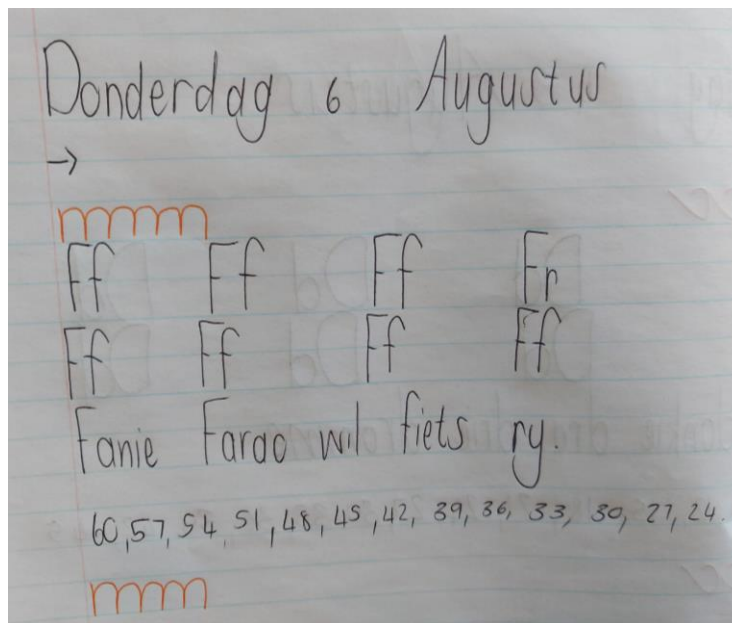 Donderdag 6 Augustus
→
Ff Ff Ff Fr
Ff Ff Ff Ff
Fanie Farao wil fiets ry.
60, 57, 54, 51, 48, 45, 42, 39, 36, 33, 30, 27, 24.